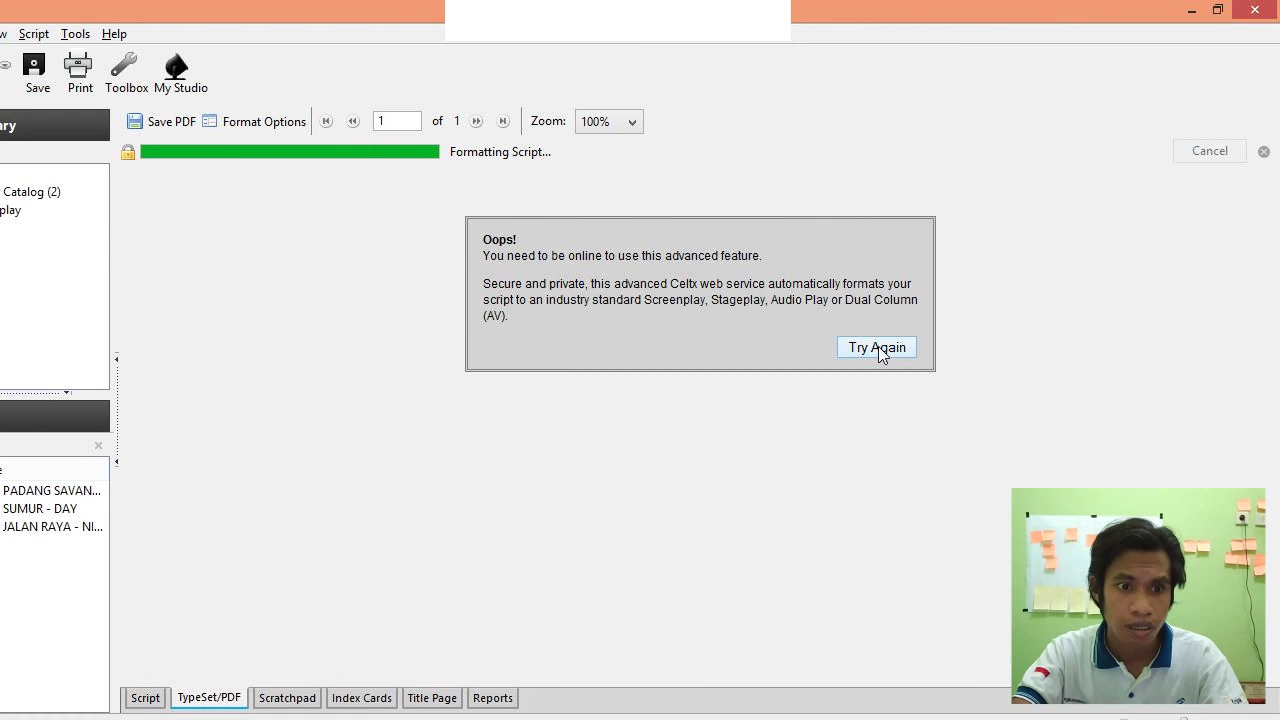 w Script Tools Help
Save Print Toolbox My Studio
ary
Save PDF Format Options 1 of 1 Zoom: 100%
Formatting Script... Cancel
Catalog (2)
play
Oops!
You need to be online to use this advanced feature.
Secure and private, this advanced Celtx web service automatically formats your
script to an industry standard Screenplay, Stageplay, Audio Play or Dual Column
(AV).
Try Again
e
PADANG SAVAN...
SUMUR - DAY
JALAN RAYA - NI...
Script TypeSet/PDF Scratchpad Index Cards Title Page Reports